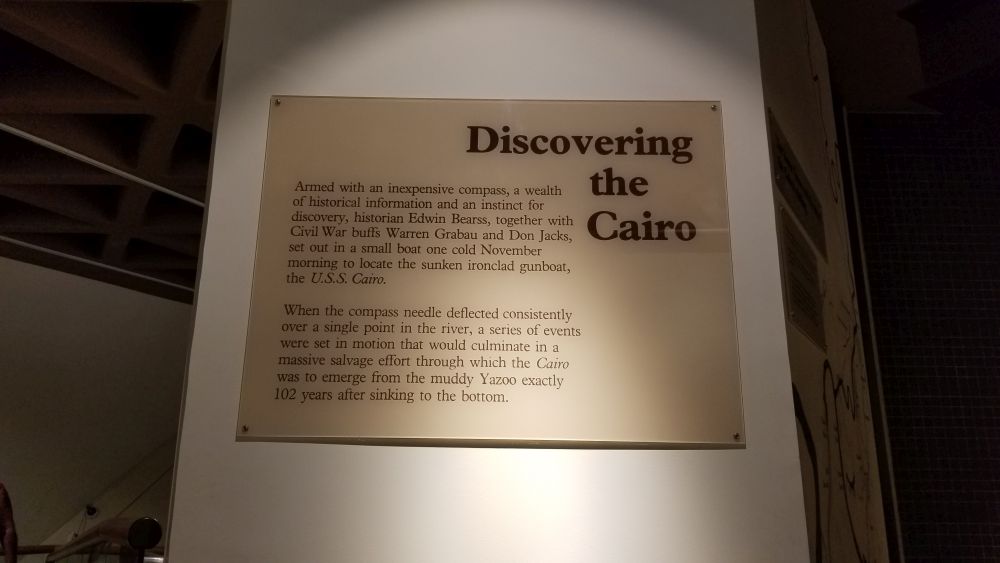 Discovering
the
Cairo
Armed with an inexpensive compass, a wealth
of historical information and an instinct for
discovery, historian Edwin Bearss, together with
Civil War buffs Warren Grabau and Don Jacks,
set out in a small boat one cold November
morning to locate the sunken ironclad gunboat,
the U.S.S. Cairo.
When the compass needle deflected consistently
over a single point in the river, a series of events
were set in motion that would culminate in a
massive salvage effort through which the Cairo
was to emerge from the muddy Yazoo exactly
102 years after sinking to the bottom.